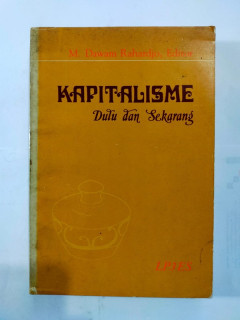 M. Dawam Rahardjo, Editor
KAPITALISME
Dulu dan Sekarang
LP3ES